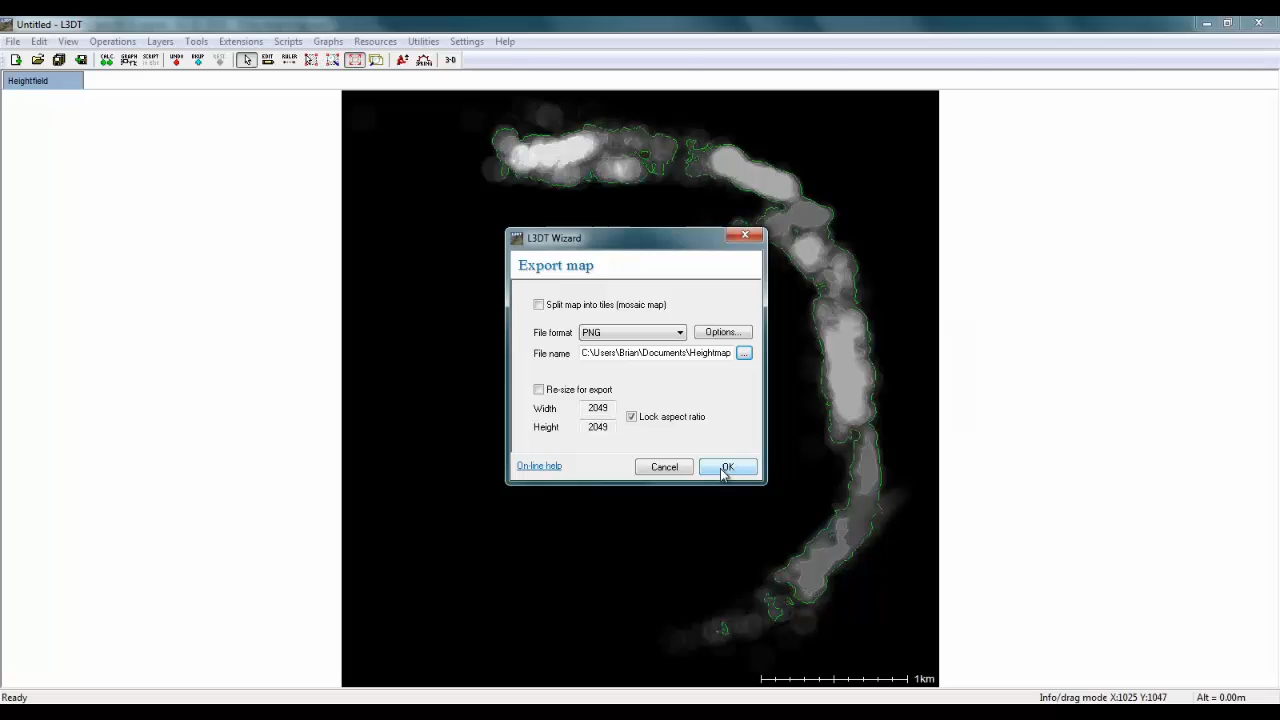 Untitled - L3DT
File Edit View Operations Layers Tools Extensions Scripts Graphs Resources Utilities Settings Help
3-D
Heightfield
L3DT Wizard
Export map
Split map into tiles (mosaic map)
File format PNG Options...
File name C:\Users\Brian\Documents\Heightmap ...
Re-size for export
Width 2049
Lock aspect ratio
Height 2049
On-line help Cancel OK
1km
Ready Info/drag mode X:1025 Y:1047 Alt = 0.00m